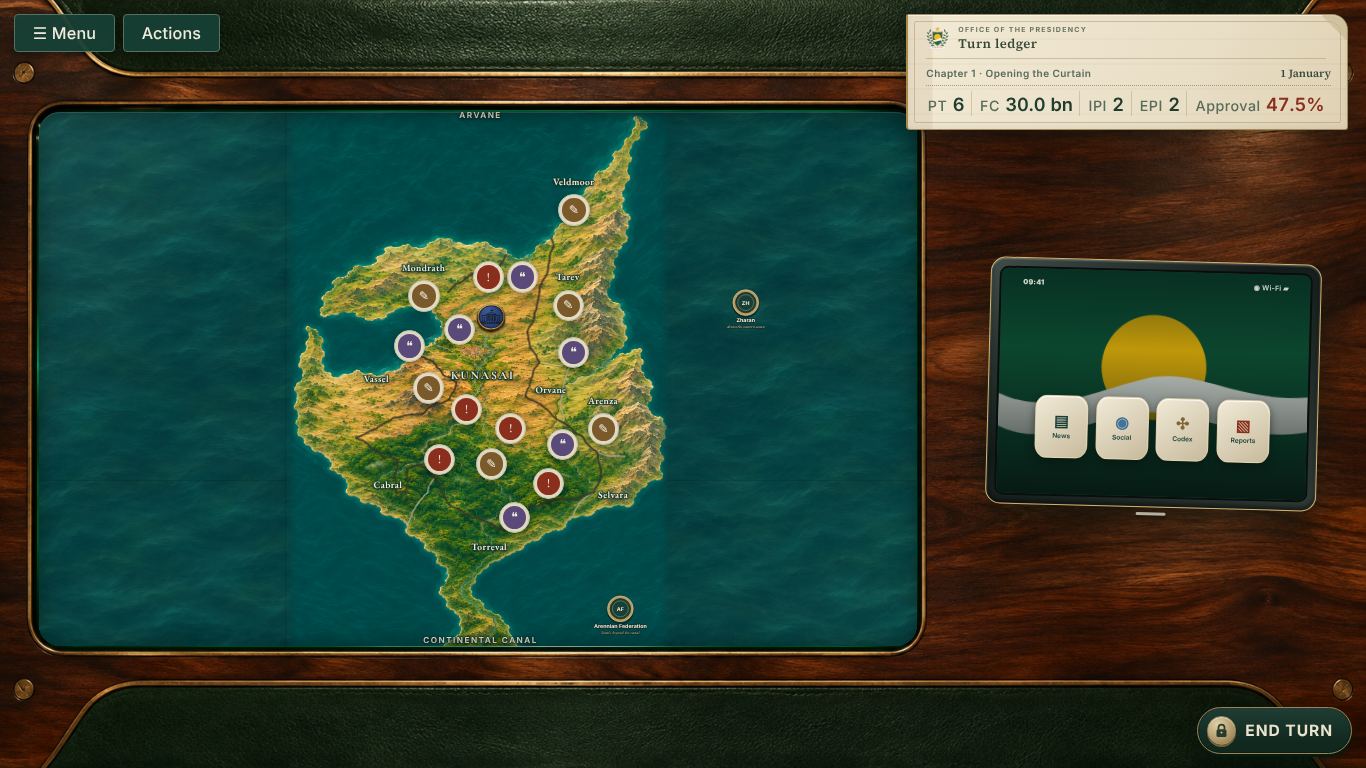 ☰ Menu
Actions
OFFICE OF THE PRESIDENCY
Turn ledger
Chapter 1 · Opening the Curtain
1 January
PT 6
FC 30.0 bn
IPI 2
EPI 2
Approval 47.5%
ARVANE
Veldmoor
Mondrath
Tarev
Vassel
KUNASAI
Orvane
Arenza
Cabral
Selvara
Torreval
CONTINENTAL CANAL
ZH
Zharan
AF
Arennian Federation
09:41
Wi-Fi
News
Social
Codex
Reports
END TURN